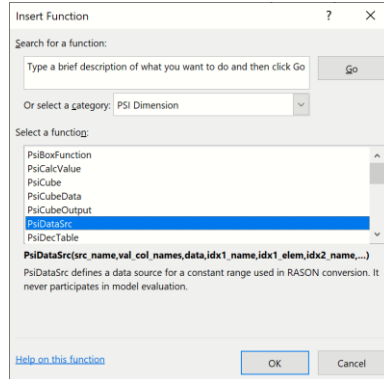 Insert Function ? ×
Search for a function:
Type a brief description of what you want to do and then click Go
Go
Or select a category: PSI Dimension
Select a function:
PsiBoxFunction
PsiCalcValue
PsiCube
PsiCubeData
PsiCubeOutput
PsiDataSrc
PsiDecTable
PsiDataSrc(src_name,val_col_names,data,idx1_name,idx1_elem,idx2_name,...)
PsiDataSrc defines a data source for a constant range used in RASON conversion. It
never participates in model evaluation.
Help on this function
OK Cancel